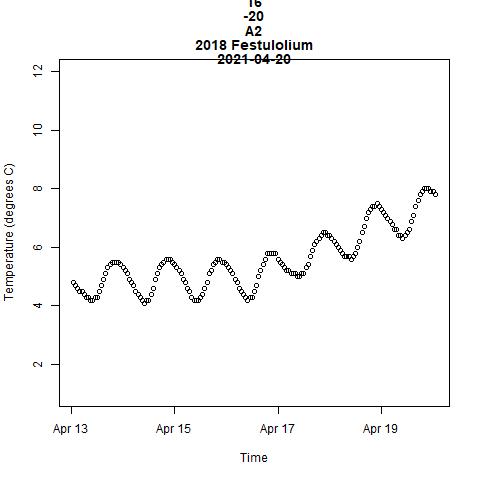 16
-20
A2
2018 Festulolium
2021-04-20
12
10
8
6
4
2
Temperature (degrees C)
Apr 13
Apr 15
Apr 17
Apr 19
Time